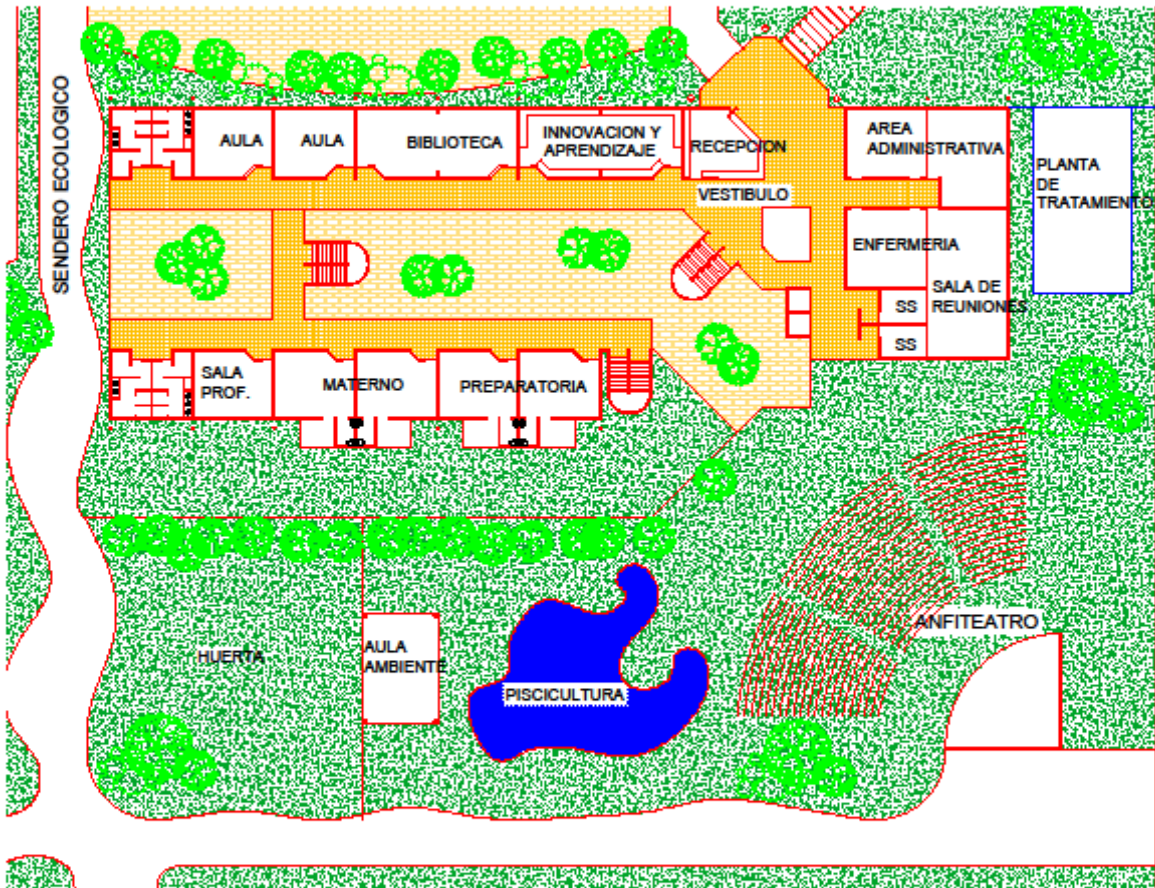 SENDERO ECOLOGICO
AULA
AULA
BIBLIOTECA
INNOVACION Y
APRENDIZAJE
RECEPCION
AREA
ADMINISTRATIVA
PLANTA
DE
TRATAMIENTO
VESTIBULO
ENFERMERIA
SALA DE
REUNIONES
SS
SS
SALA
PROF.
MATERNO
PREPARATORIA
ANFITEATRO
HUERTA
AULA
AMBIENTE
PISCICULTURA